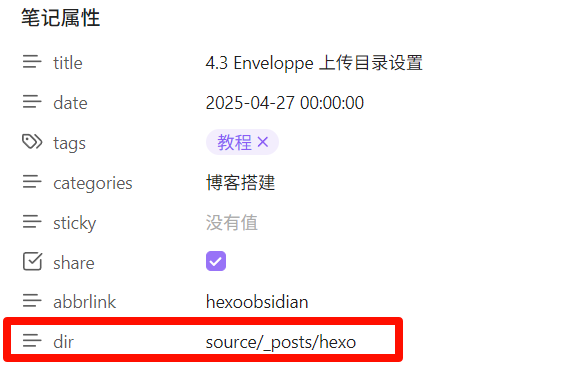 笔记属性
title 4.3 Enveloppe 上传目录设置
date 2025-04-27 00:00:00
tags 教程
categories 博客搭建
sticky 没有值
share
abbrlink hexoobsidian
dir source/_posts/hexo